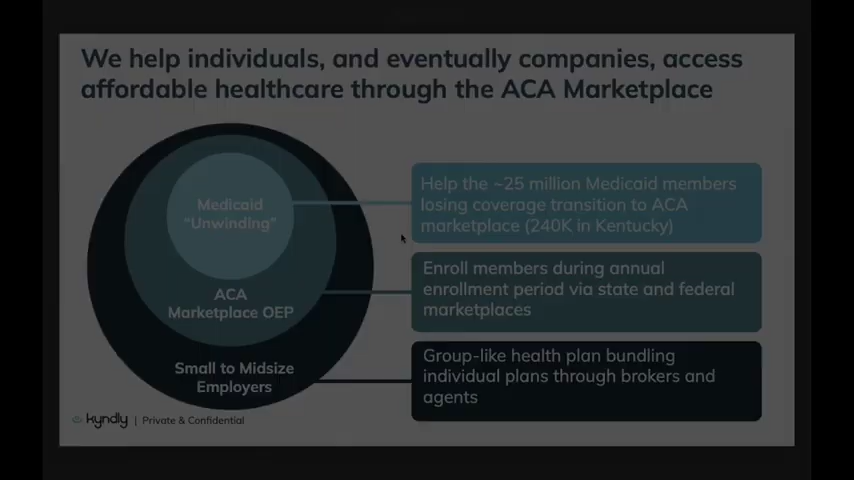 We help individuals, and eventually companies, access
affordable healthcare through the ACA Marketplace
Medicaid
"Unwinding"
Help the ~25 million Medicaid members
losing coverage transition to ACA
marketplace (240K in Kentucky)
ACA
Marketplace OEP
Enroll members during annual
enrollment period via state and federal
marketplaces
Small to Midsize
Employers
Group-like health plan bundling
individual plans through brokers and
agents
kyndly | Private & Confidential